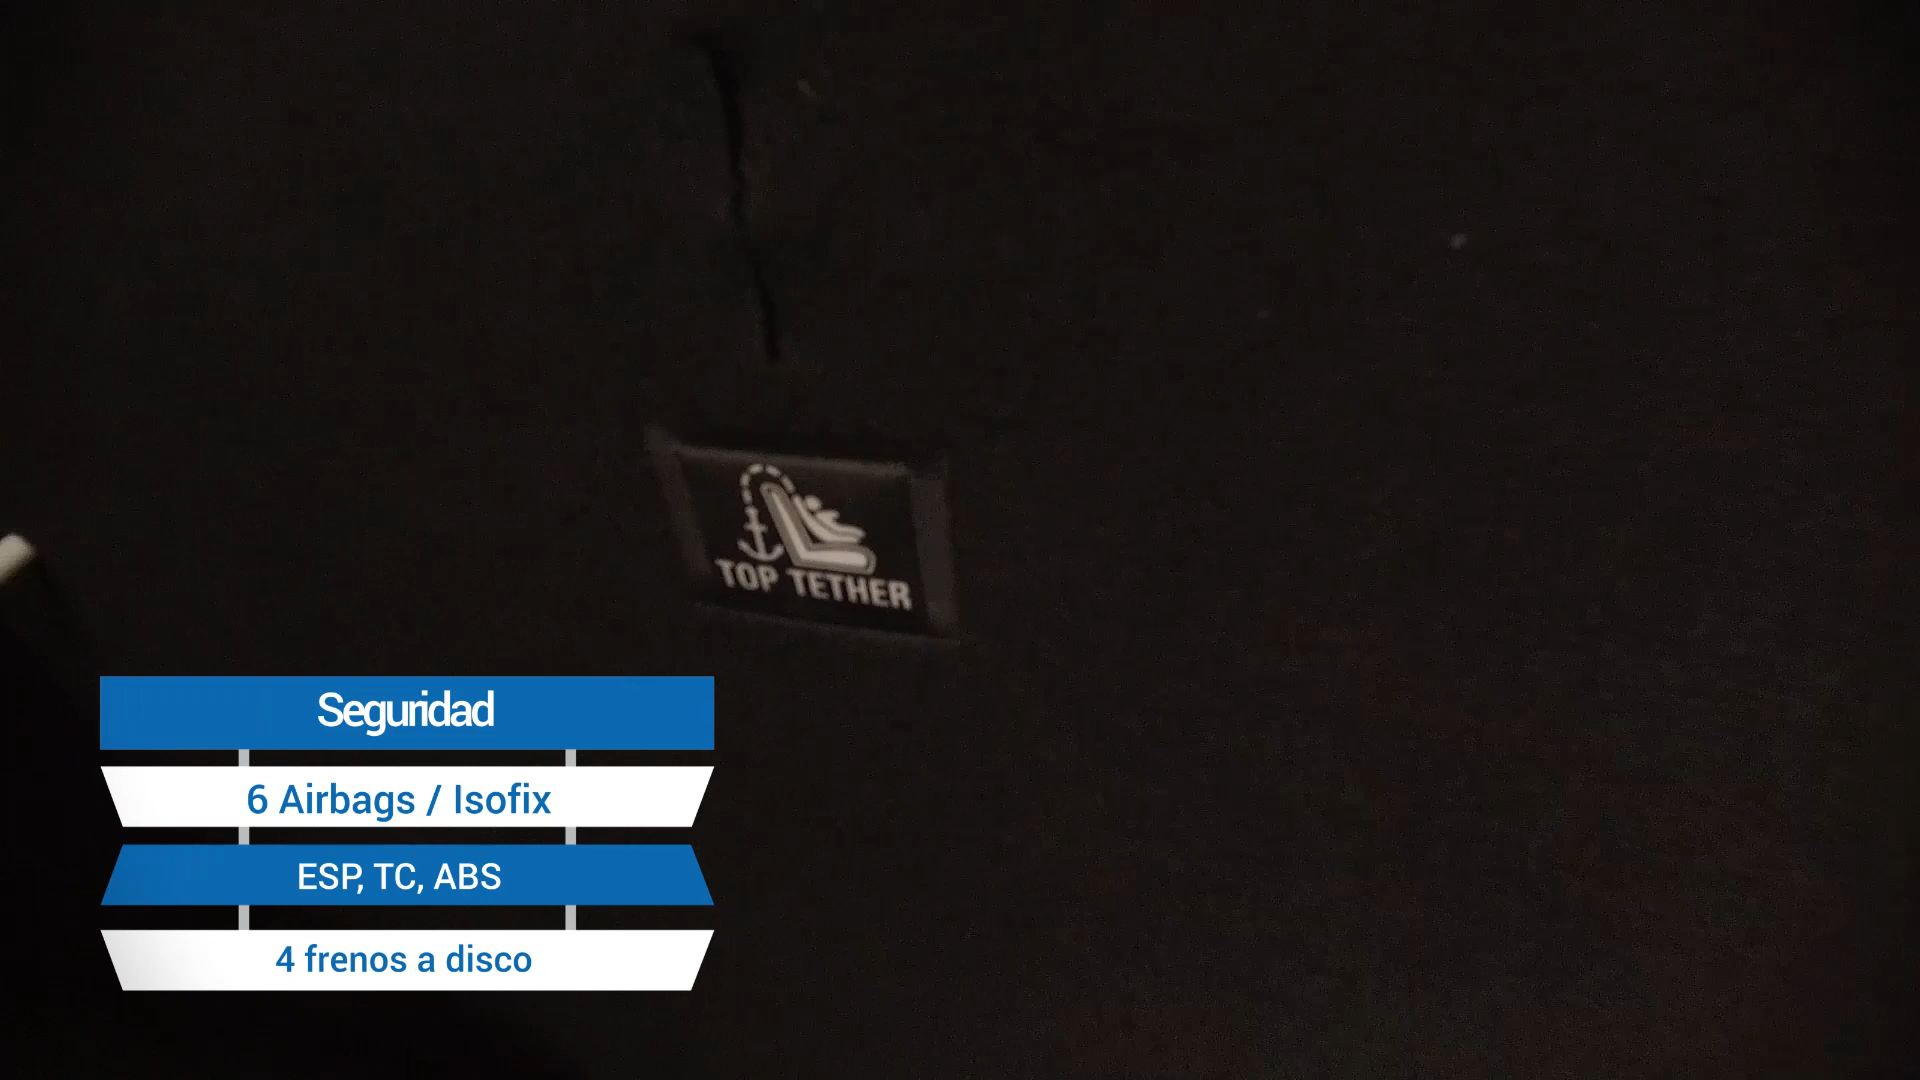 TOP TETHER
Seguridad
6 Airbags / Isofix
ESP, TC, ABS
4 frenos a disco